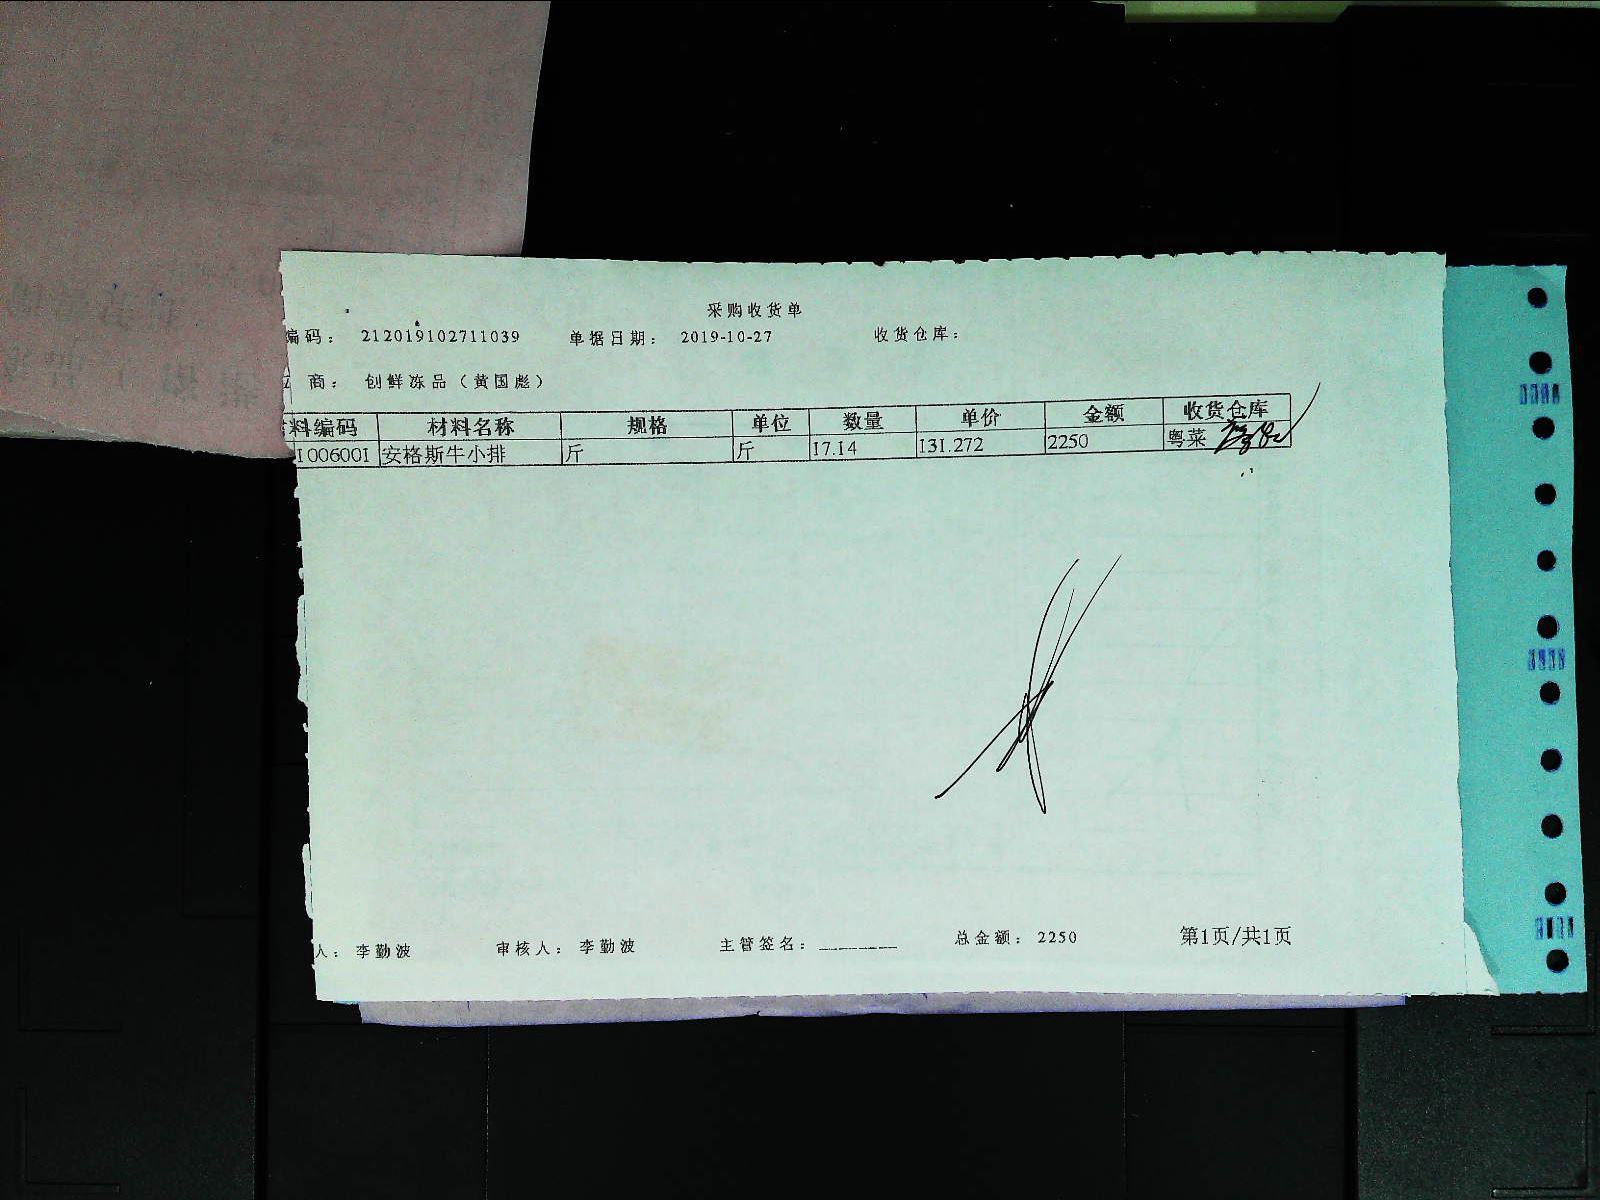 采购收货单
编码： 212019102711039 单据日期： 2019-10-27 收货仓库：
商： 创鲜冻品（黄国彪）
料编码 材料名称 规格 单位 数量 单价 金额 收货仓库
1006001 安格斯牛小排 斤 斤 17.14 131.272 2250 粤菜
人： 李勤波 审核人： 李勤波 主管签名： ________ 总金额： 2250 第1页/共1页